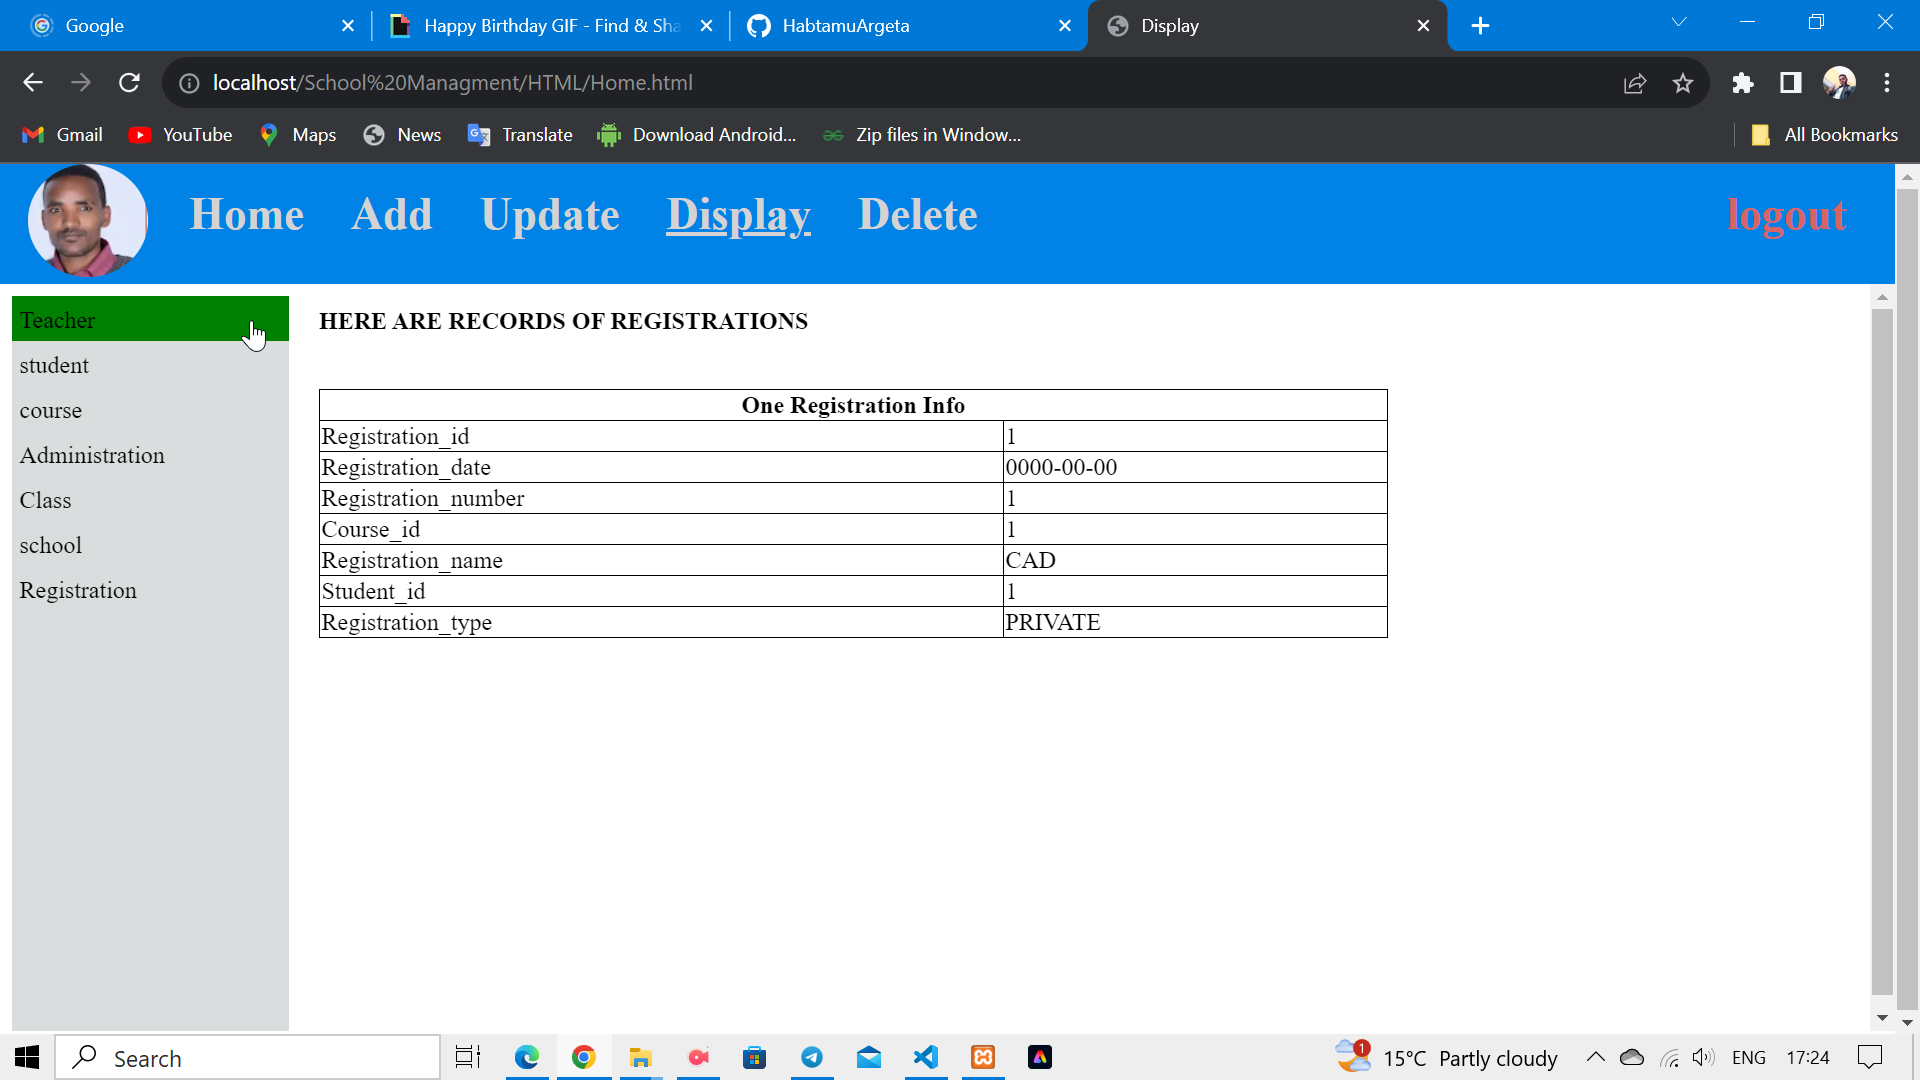 Google
Happy Birthday GIF - Find & Sha
HabtamuArgeta
Display
localhost/School%20Managment/HTML/Home.html
Gmail YouTube Maps News Translate Download Android... Zip files in Window... All Bookmarks
Home Add Update Display Delete logout
Teacher
student
course
Administration
Class
school
Registration
HERE ARE RECORDS OF REGISTRATIONS
One Registration Info
Registration_id 1
Registration_date 0000-00-00
Registration_number 1
Course_id 1
Registration_name CAD
Student_id 1
Registration_type PRIVATE
Search
1
15°C Partly cloudy
ENG
17:24